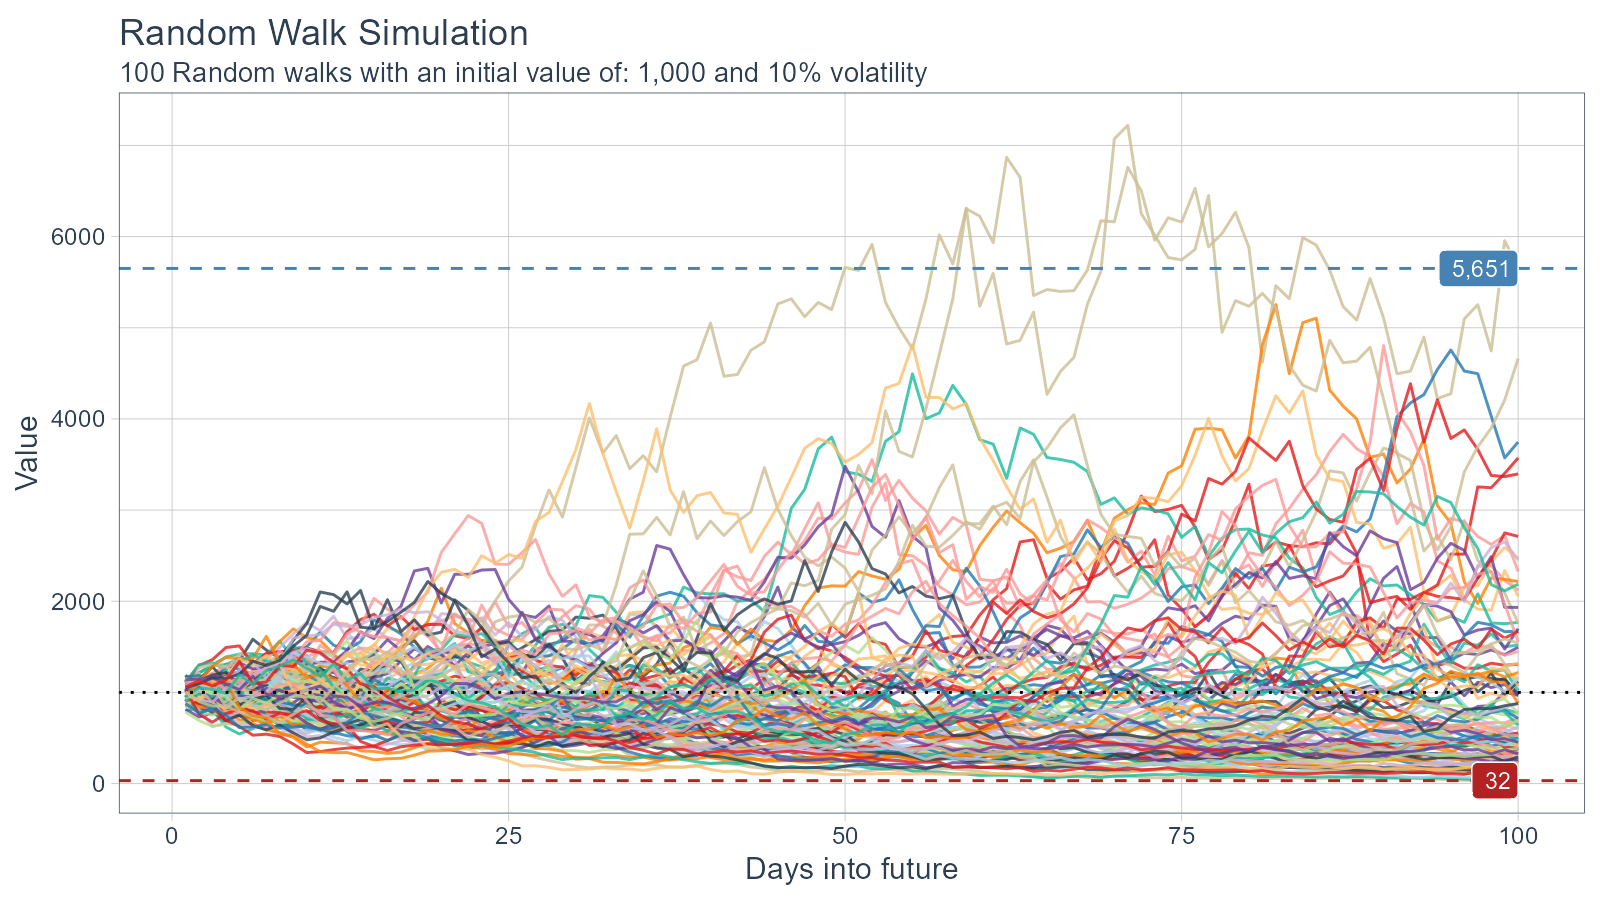 Random Walk Simulation
100 Random walks with an initial value of: 1,000 and 10% volatility
Value
6000
4000
2000
0
5,651
32
0
25
50
75
100
Days into future